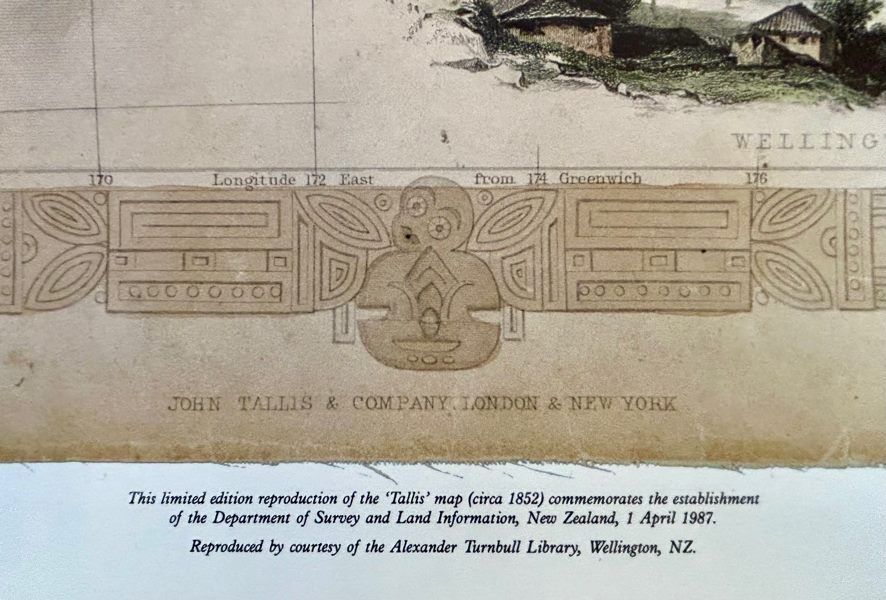 WELLING
170 Longitude 172 East from 174 Greenwich 176
JOHN TALLIS & COMPANY, LONDON & NEW YORK
This limited edition reproduction of the 'Tallis' map (circa 1852) commemorates the establishment
of the Department of Survey and Land Information, New Zealand, 1 April 1987.
Reproduced by courtesy of the Alexander Turnbull Library, Wellington, NZ.